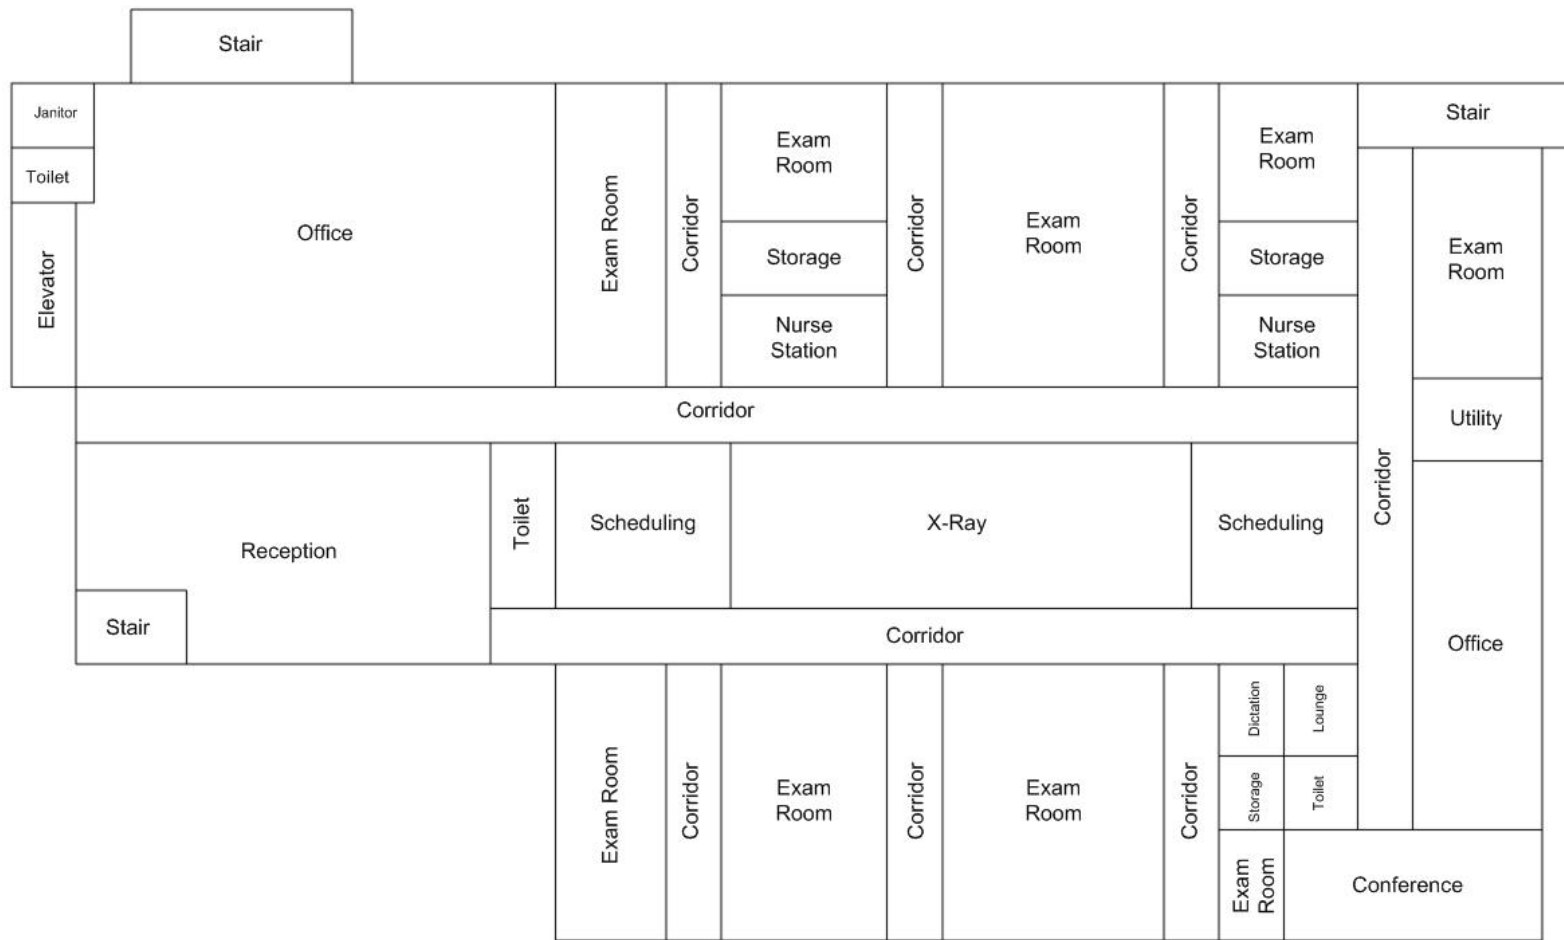 Stair
Janitor
Toilet
Elevator
Office
Exam Room
Corridor
Exam
Room
Storage
Nurse
Station
Corridor
Exam
Room
Corridor
Exam
Room
Storage
Nurse
Station
Stair
Exam
Room
Utility
Corridor
Corridor
Reception
Stair
Toilet
Scheduling
X-Ray
Scheduling
Corridor
Office
Exam Room
Corridor
Exam
Room
Corridor
Exam
Room
Corridor
Dictation
Lounge
Storage
Toilet
Exam
Room
Conference